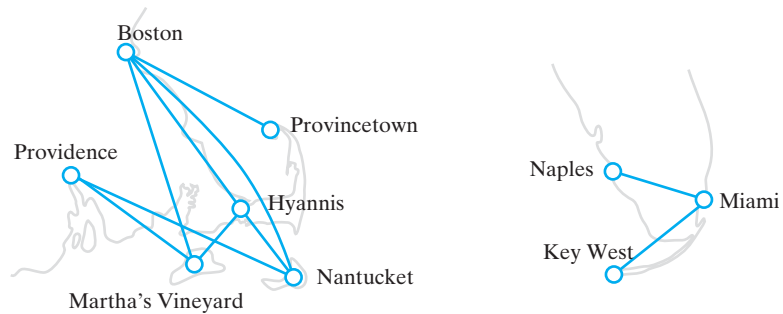 Boston
Provincetown
Providence
Hyannis
Nantucket
Martha's Vineyard
Naples
Miami
Key West